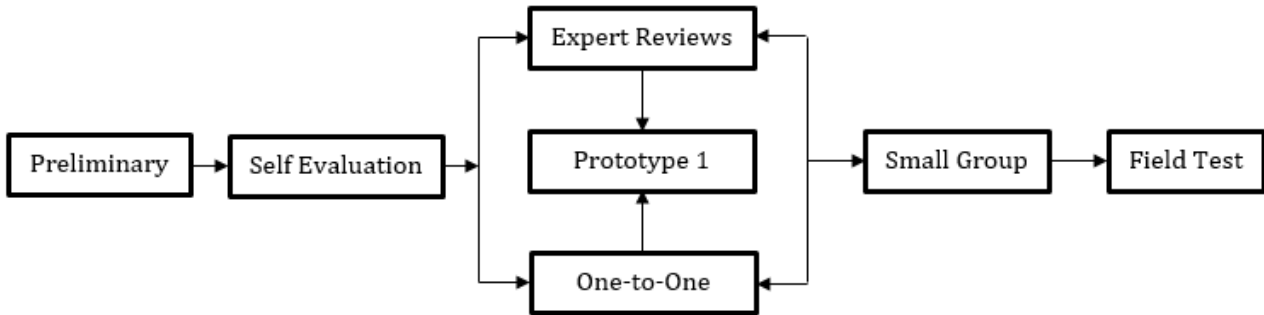 Preliminary
Self Evaluation
Expert Reviews
Prototype 1
One-to-One
Small Group
Field Test